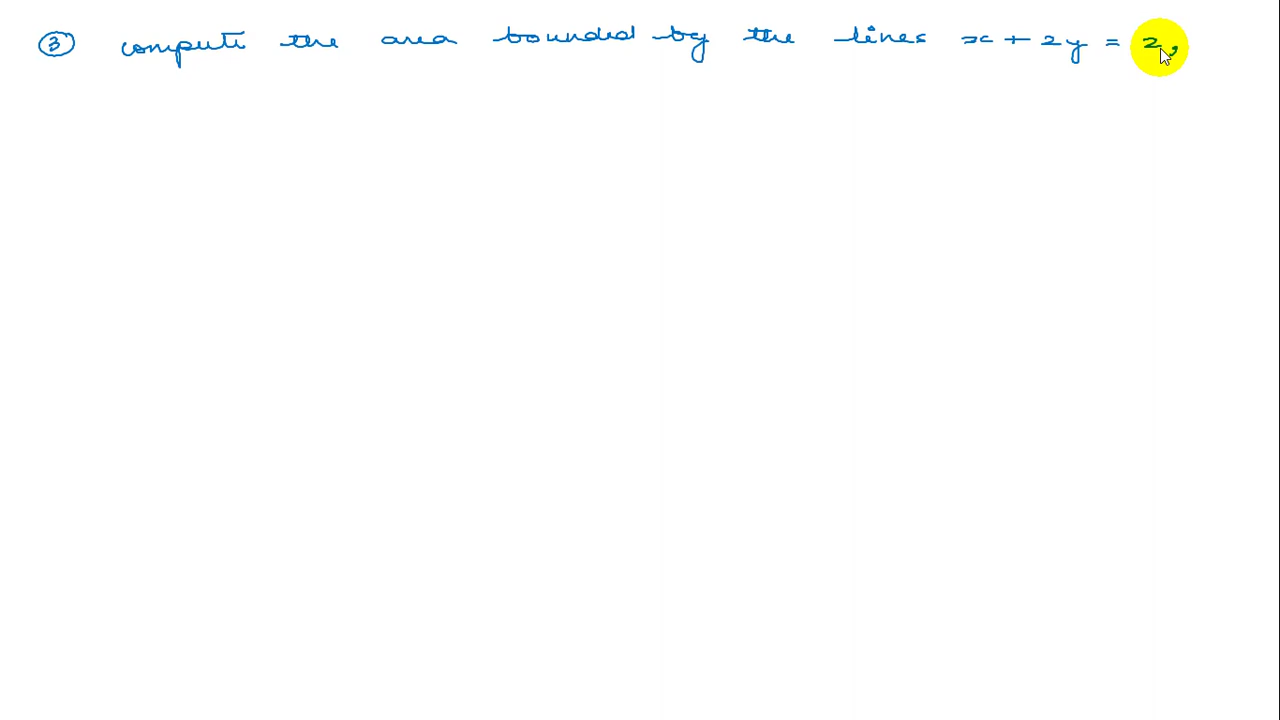 ③ compute the area bounded by the lines x + 2y = 2,